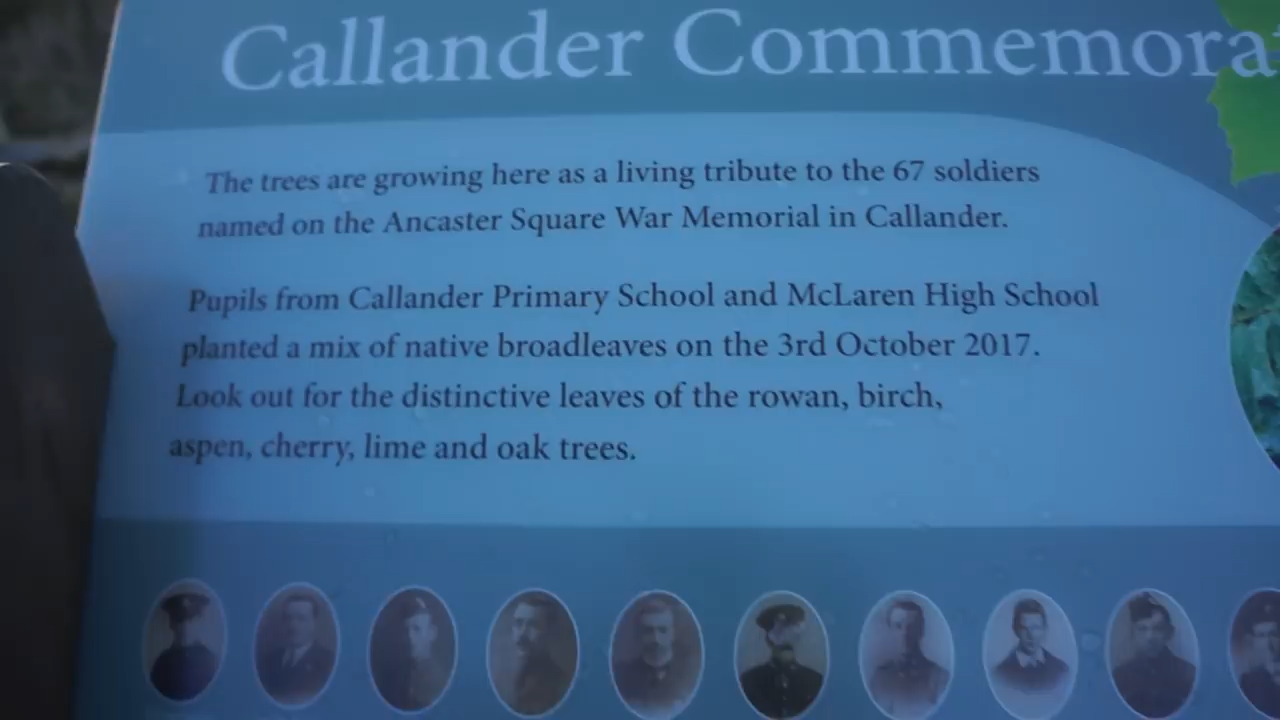 Callander Commemora
The trees are growing here as a living tribute to the 67 soldiers
named on the Ancaster Square War Memorial in Callander.
Pupils from Callander Primary School and McLaren High School
planted a mix of native broadleaves on the 3rd October 2017.
Look out for the distinctive leaves of the rowan, birch,
aspen, cherry, lime and oak trees.